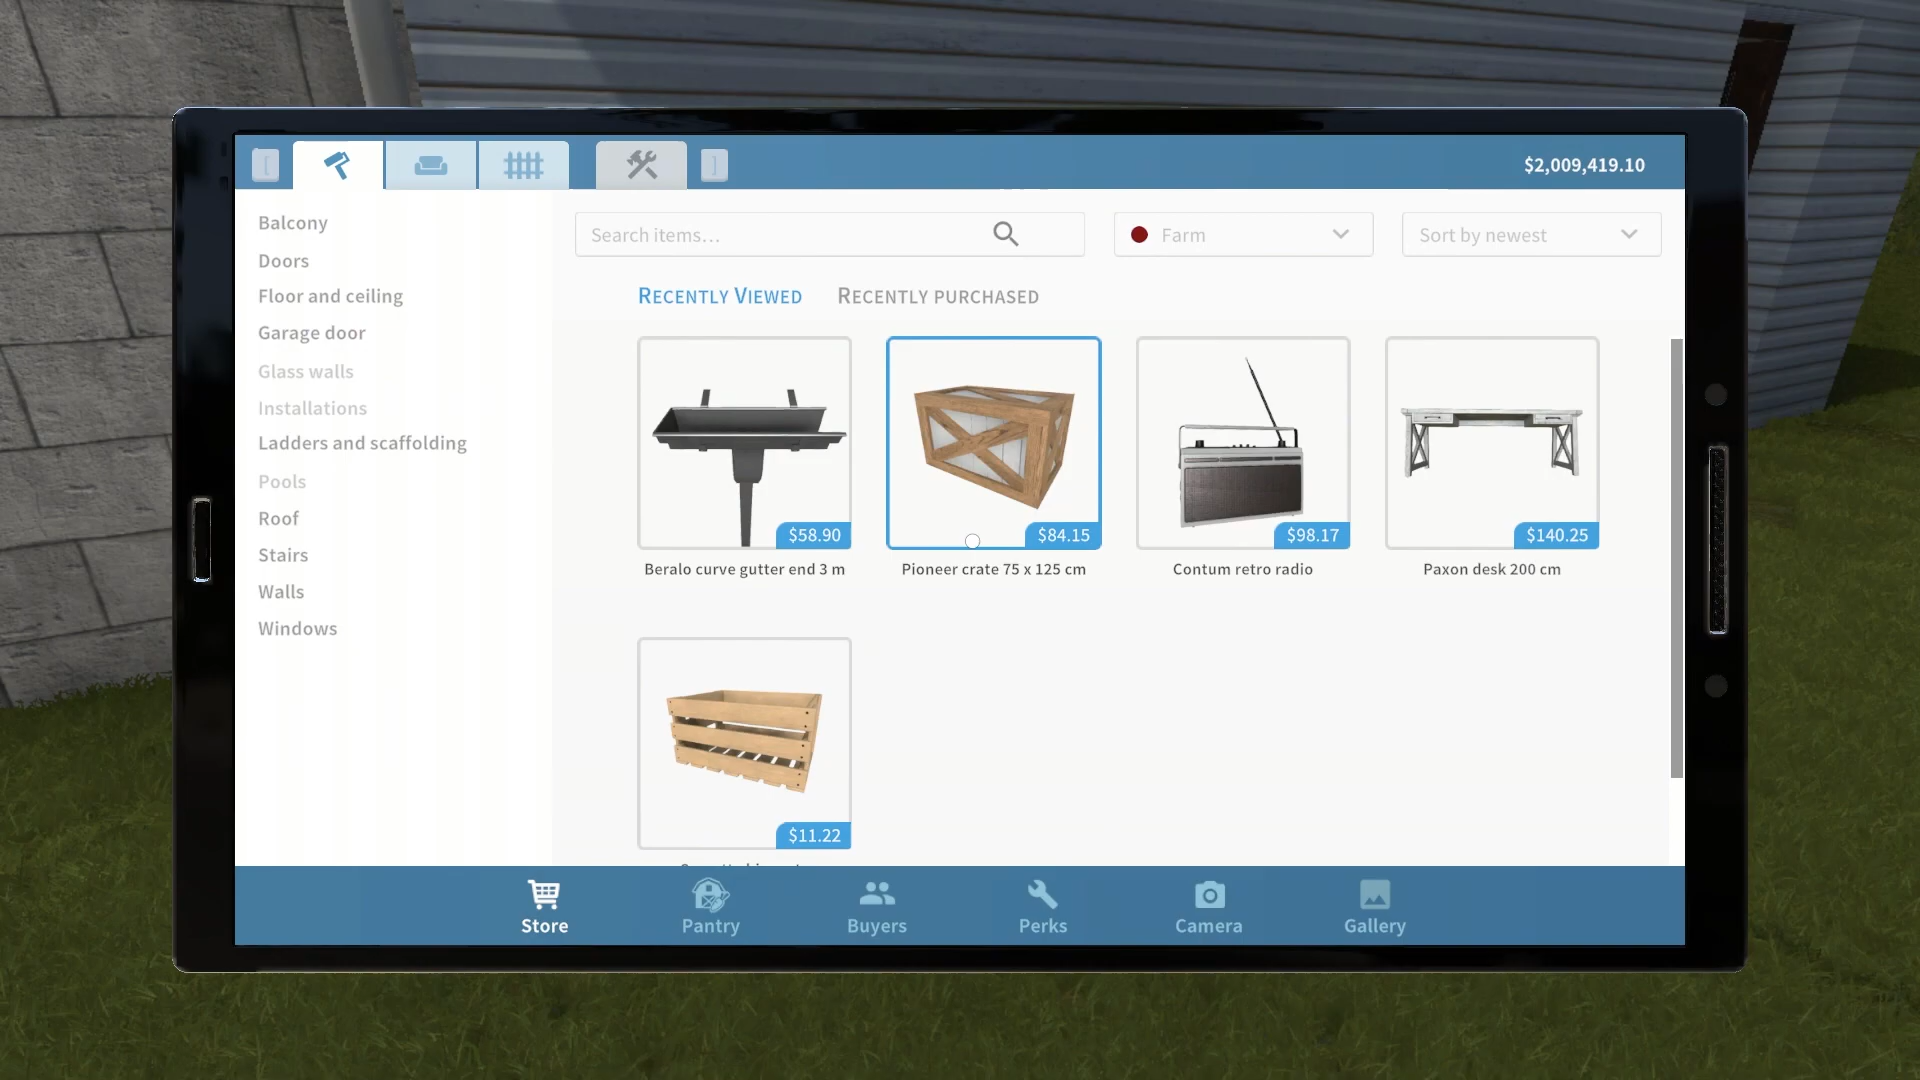 [
]
$2,009,419.10
Balcony
Doors
Floor and ceiling
Garage door
Glass walls
Installations
Ladders and scaffolding
Pools
Roof
Stairs
Walls
Windows
Search items...
Farm
Sort by newest
RECENTLY VIEWED
RECENTLY PURCHASED
$58.90
Beralo curve gutter end 3 m
$84.15
Pioneer crate 75 x 125 cm
$98.17
Contum retro radio
$140.25
Paxon desk 200 cm
$11.22
Store
Pantry
Buyers
Perks
Camera
Gallery